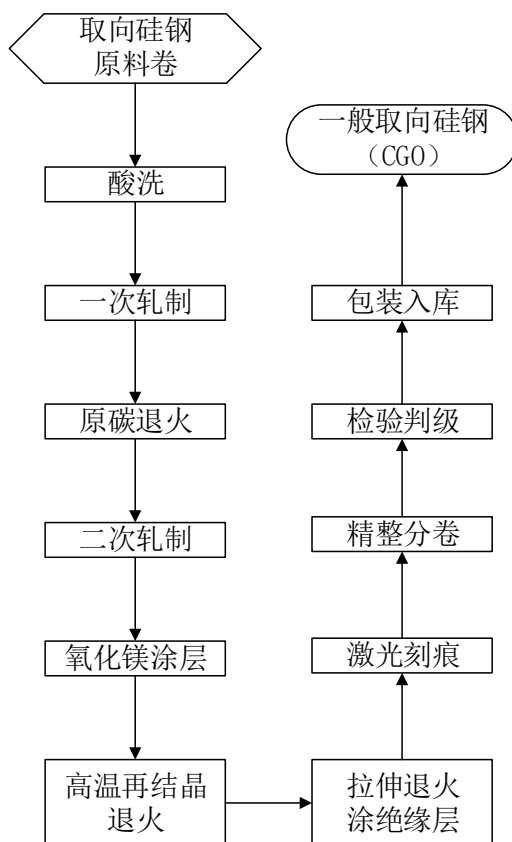 取向硅钢
原料卷
酸洗
一次轧制
原碳退火
二次轧制
氧化镁涂层
高温再结晶
退火
拉伸退火
涂绝缘层
激光刻痕
精整分卷
检验判级
包装入库
一般取向硅钢
（CGO）